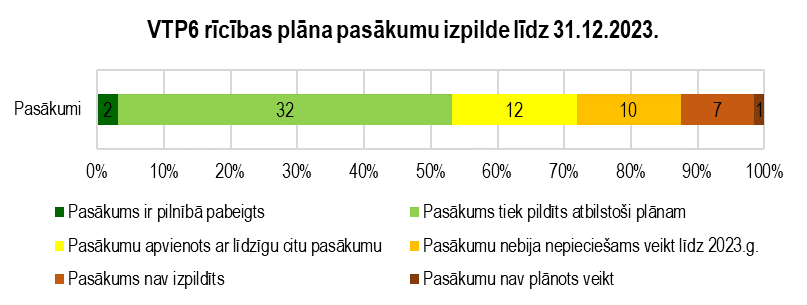 VTP6 rīcības plāna pasākumu izpilde līdz 31.12.2023.
Pasākumi 2 32 12 10 7 1
0% 10% 20% 30% 40% 50% 60% 70% 80% 90% 100%
Pasākums ir pilnībā pabeigts Pasākums tiek pildīts atbilstoši plānam
Pasākumu apvienots ar līdzīgu citu pasākumu Pasākumu nebija nepieciešams veikt līdz 2023.g.
Pasākums nav izpildīts Pasākumu nav plānots veikt